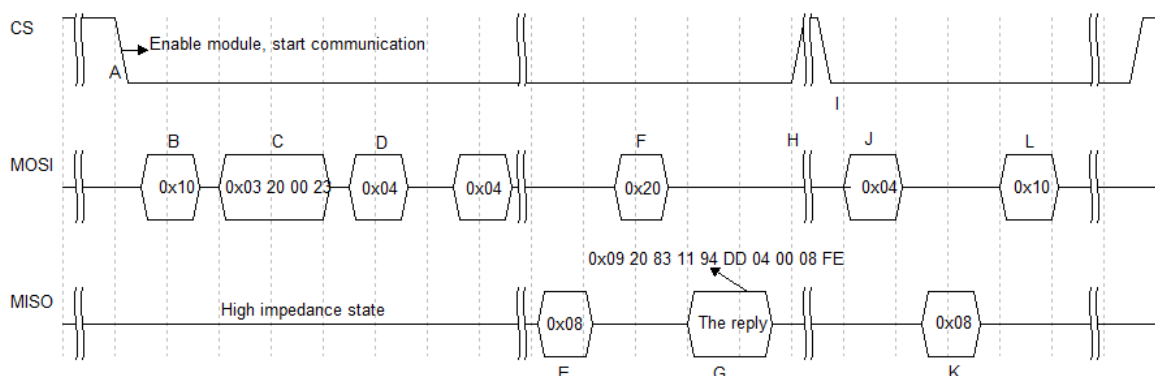 CS
Enable module, start communication
A
I
B C D F H J L
MOSI
0x10 0x03 20 00 23 0x04 0x04 0x20 0x04 0x10
0x09 20 83 11 94 DD 04 00 08 FE
MISO
High impedance state
0x08 The reply 0x08
E G K